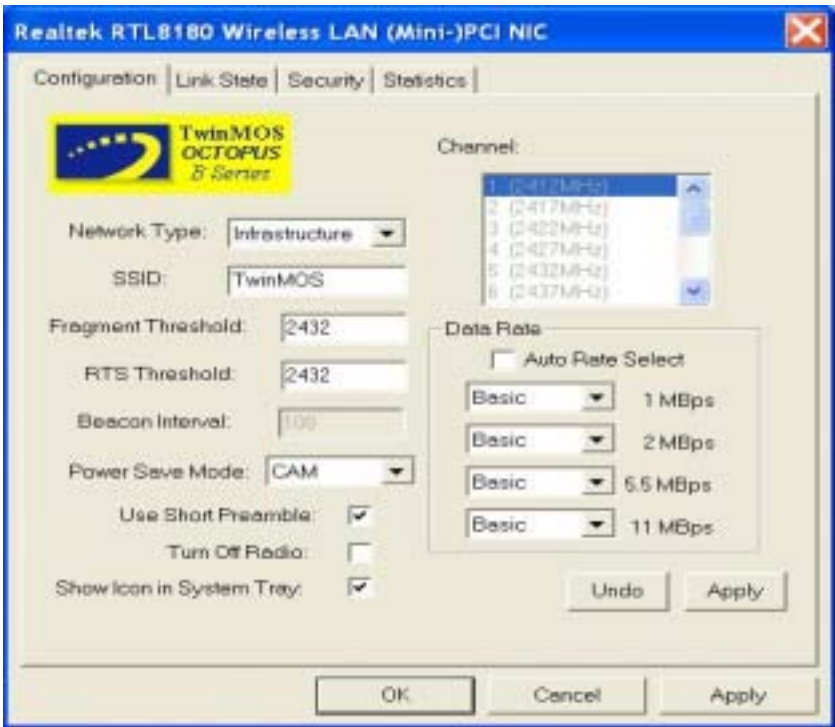 Realtek RTL8180 Wireless LAN (Mini-)PCI NIC
Configuration Link State Security Statistics
TwinMOS
OCTOPUS
B Series
Channel:
1 (2412MHz)
2 (2417MHz)
3 (2422MHz)
4 (2427MHz)
5 (2432MHz)
6 (2437MHz)
Network Type: Infrastructure
SSID: TwinMOS
Fragment Threshold: 2432
RTS Threshold: 2432
Beacon Interval: 100
Power Save Mode: CAM
Use Short Preamble:
Turn Off Radio:
Show Icon in System Tray:
Data Rate
Auto Rate Select
Basic 1 MBps
Basic 2 MBps
Basic 5.5 MBps
Basic 11 MBps
Undo Apply
OK Cancel Apply